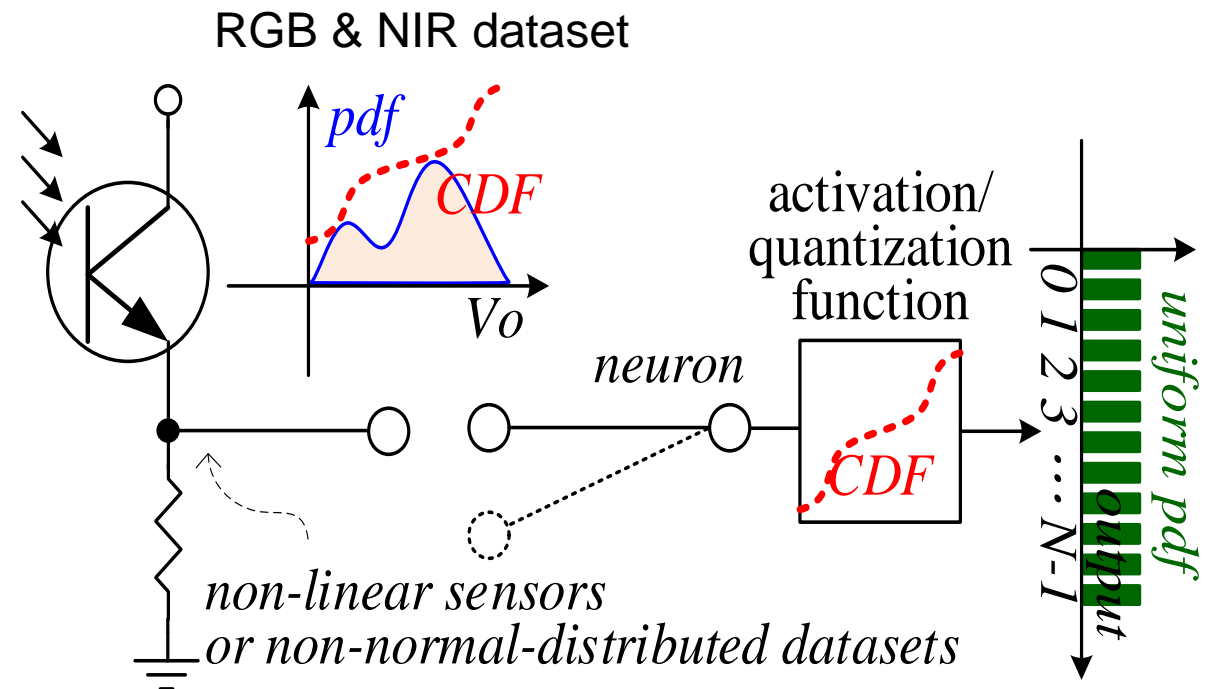 RGB & NIR dataset
pdf
CDF
Vo
activation/
quantization
function
neuron
CDF
0 1 2 3 ... N-1
output
uniform pdf
non-linear sensors
or non-normal-distributed datasets